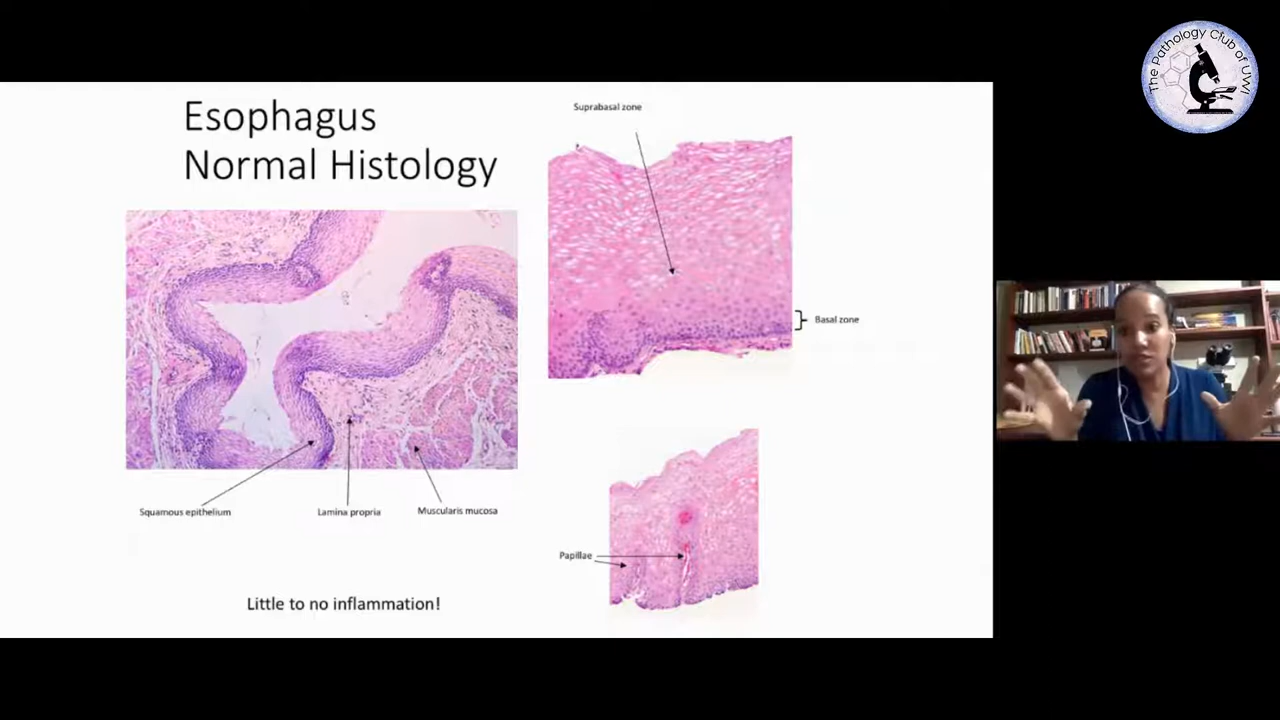 Esophagus
Normal Histology
Suprabasal zone
Basal zone
Squamous epithelium
Lamina propria
Muscularis mucosa
Papillae
Little to no inflammation!
The Pathology Club of UWI